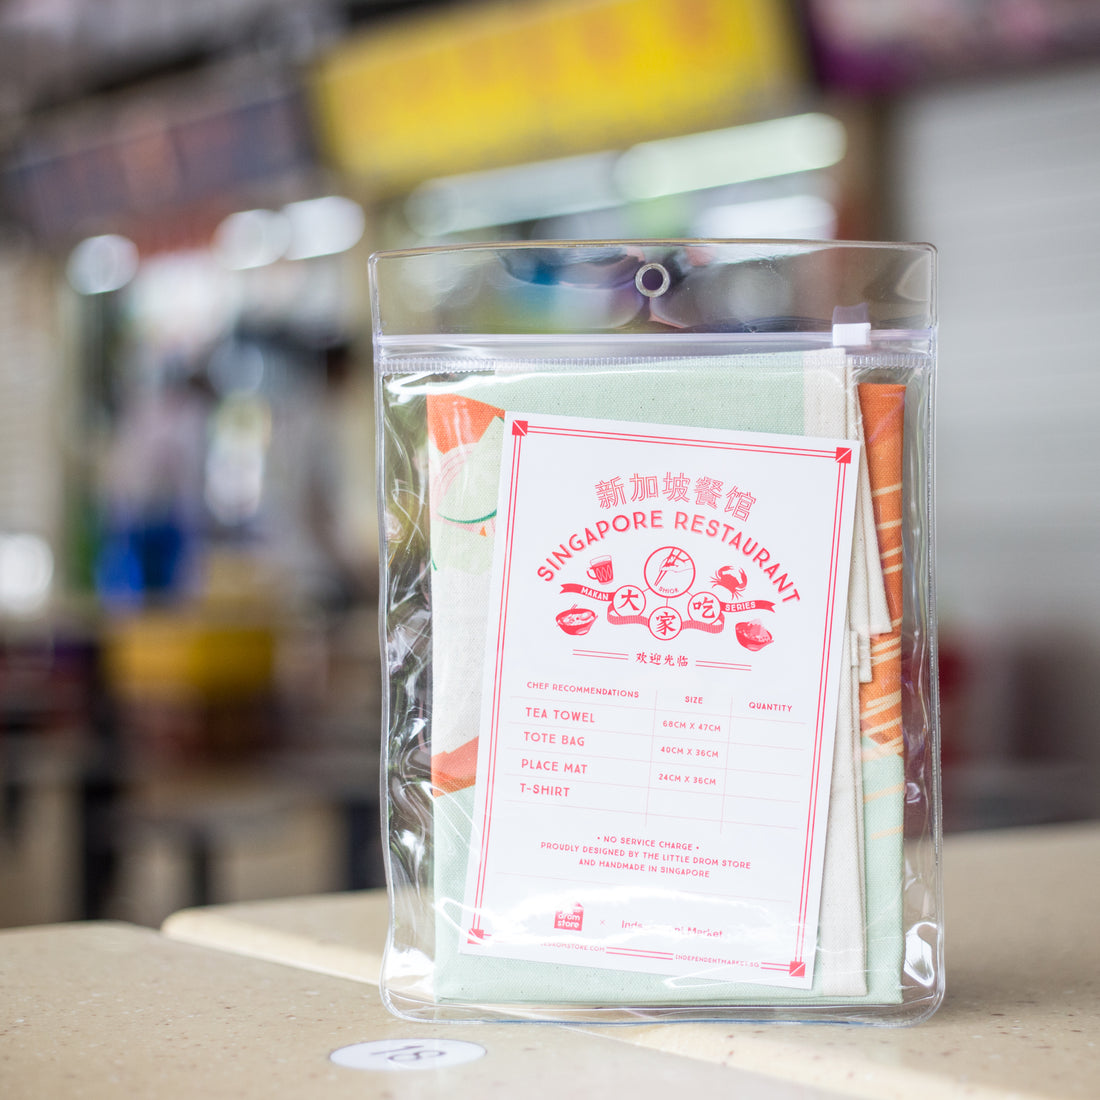 新加坡餐馆
SINGAPORE RESTAURANT
SHIOK
MAKAN 大家吃 SERIES
欢迎光临
CHEF RECOMMENDATIONS SIZE QUANTITY
TEA TOWEL 68CM X 47CM
TOTE BAG 40CM X 36CM
PLACE MAT 24CM X 36CM
T-SHIRT
• NO SERVICE CHARGE •
PROUDLY DESIGNED BY THE LITTLE DROM STORE
AND HANDMADE IN SINGAPORE
drom
store
× Market
INDEPENDENTMARKET.SG
18